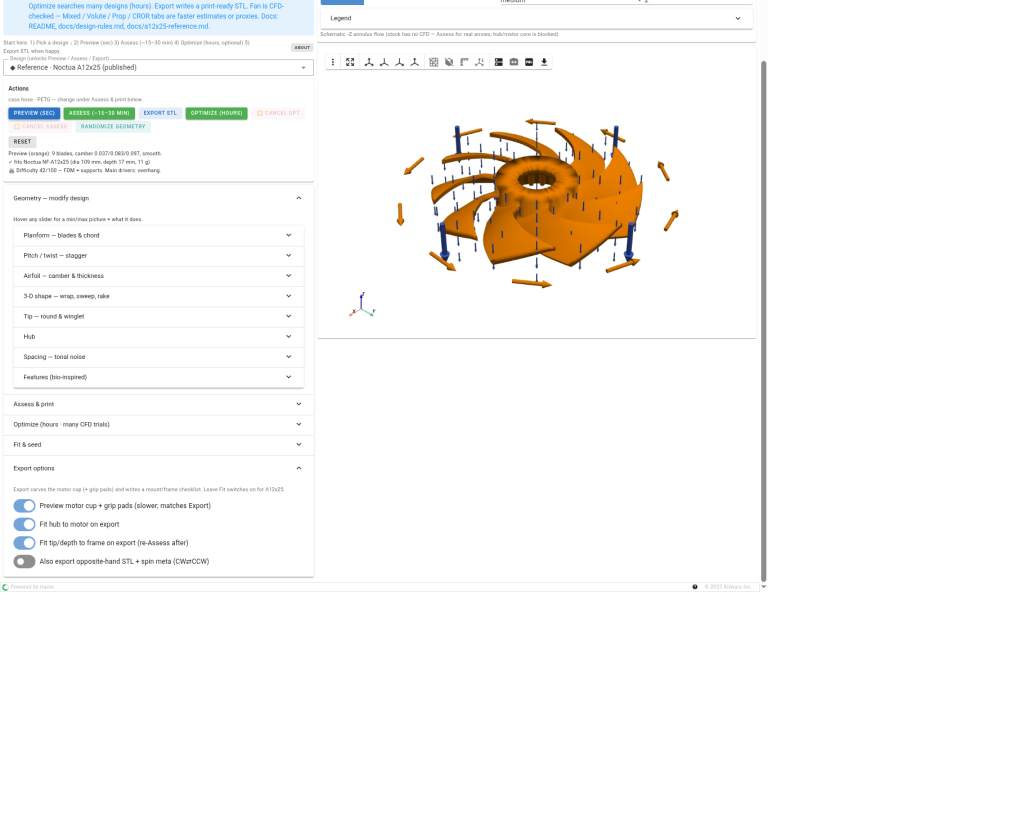 Optimize searches many designs (hours). Export writes a print-ready STL. Fan is CFD-
checked — Mixed / Volute / Prop / CROR tabs are faster estimates or proxies. Docs:
README, docs/design-rules.md, docs/a12x25-reference.md.
Start here: 1) Pick a design › 2) Preview (sec) 3) Assess (~15–30 min) 4) Optimize (hours, optional) 5)
Export STL when happy.
ABOUT
Design (unlocks Preview / Assess / Export)
◆ Reference · Noctua A12x25 (published)
Actions
case hose · PETG — change under Assess & print below.
PREVIEW (SEC)
ASSESS (~15–30 MIN)
EXPORT STL
OPTIMIZE (HOURS)
CANCEL OPT
CANCEL ASSESS
RANDOMIZE GEOMETRY
RESET
Preview (orange): 9 blades, camber 0.037/0.083/0.097, smooth.
✓ fits Noctua NF-A12x25 (dia 109 mm, depth 17 mm, 11 g)
Difficulty 42/100 — FDM + supports. Main drivers: overhang.
Geometry — modify design
Hover any slider for a min/max picture + what it does.
Planform — blades & chord
Pitch / twist — stagger
Airfoil — camber & thickness
3-D shape — wrap, sweep, rake
Tip — round & winglet
Hub
Spacing — tonal noise
Features (bio-inspired)
Assess & print
Optimize (hours · many CFD trials)
Fit & seed
Export options
Export carves the motor cup (+ grip pads) and writes a mount/frame checklist. Leave Fit switches on for A12x25.
Preview motor cup + grip pads (slower; matches Export)
Fit hub to motor on export
Fit tip/depth to frame on export (re-Assess after)
Also export opposite-hand STL + spin meta (CW⇄CCW)
Legend
Schematic -Z annulus flow (stock has no CFD — Assess for real arrows; hub/motor core is blocked)
Z
X
Y
Powered by trame
© 2025 Kitware Inc.